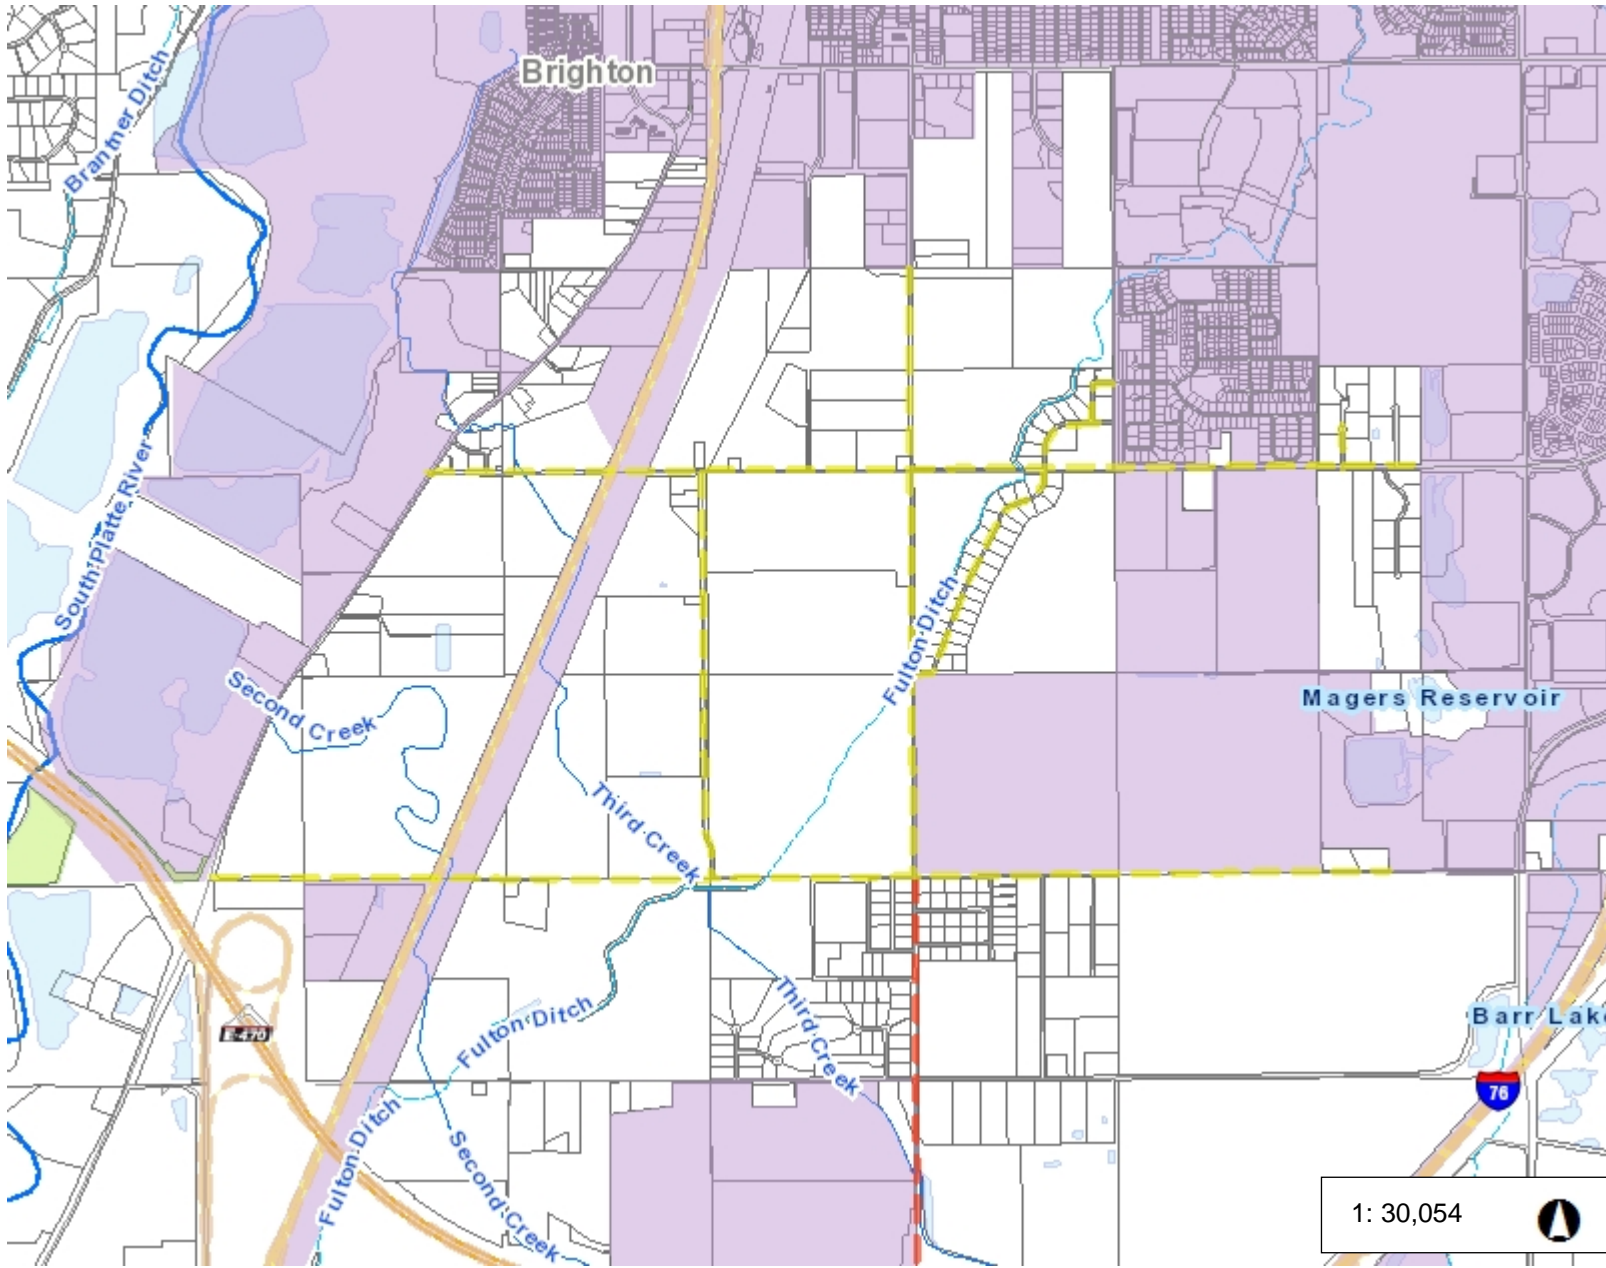 Brighton
Brantner Ditch
South Platte River
Fulton Ditch
Second Creek
Magers Reservoir
Third Creek
Third Creek
Fulton Ditch
Barr Lake
E-470
76
Fulton Ditch
Second Creek
1: 30,054